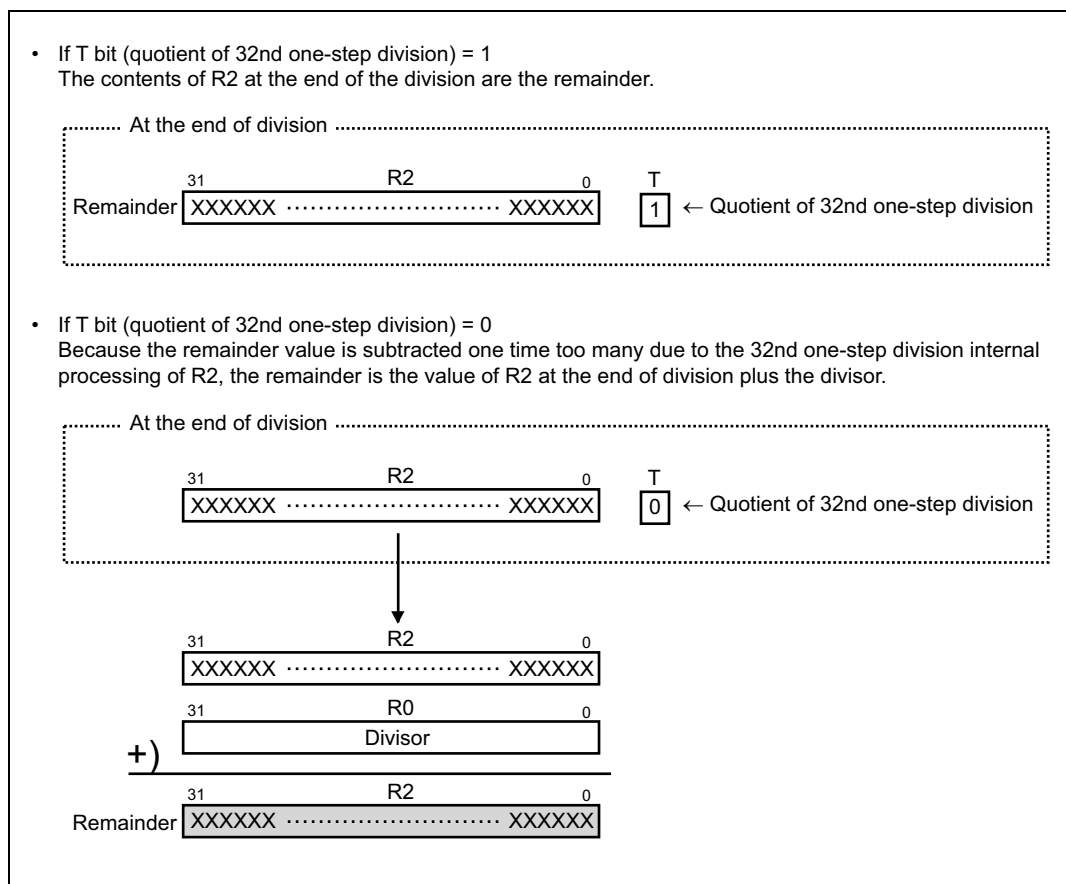 • If T bit (quotient of 32nd one-step division) = 1
The contents of R2 at the end of the division are the remainder.
At the end of division
31 R2 0 T
Remainder XXXXXX ⋯⋯⋯⋯⋯⋯⋯⋯⋯ XXXXXX 1 ← Quotient of 32nd one-step division
• If T bit (quotient of 32nd one-step division) = 0
Because the remainder value is subtracted one time too many due to the 32nd one-step division internal
processing of R2, the remainder is the value of R2 at the end of division plus the divisor.
At the end of division
31 R2 0 T
XXXXXX ⋯⋯⋯⋯⋯⋯⋯⋯⋯ XXXXXX 0 ← Quotient of 32nd one-step division
31 R2 0
XXXXXX ⋯⋯⋯⋯⋯⋯⋯⋯⋯ XXXXXX
31 R0 0
Divisor
+)
31 R2 0
Remainder XXXXXX ⋯⋯⋯⋯⋯⋯⋯⋯⋯ XXXXXX